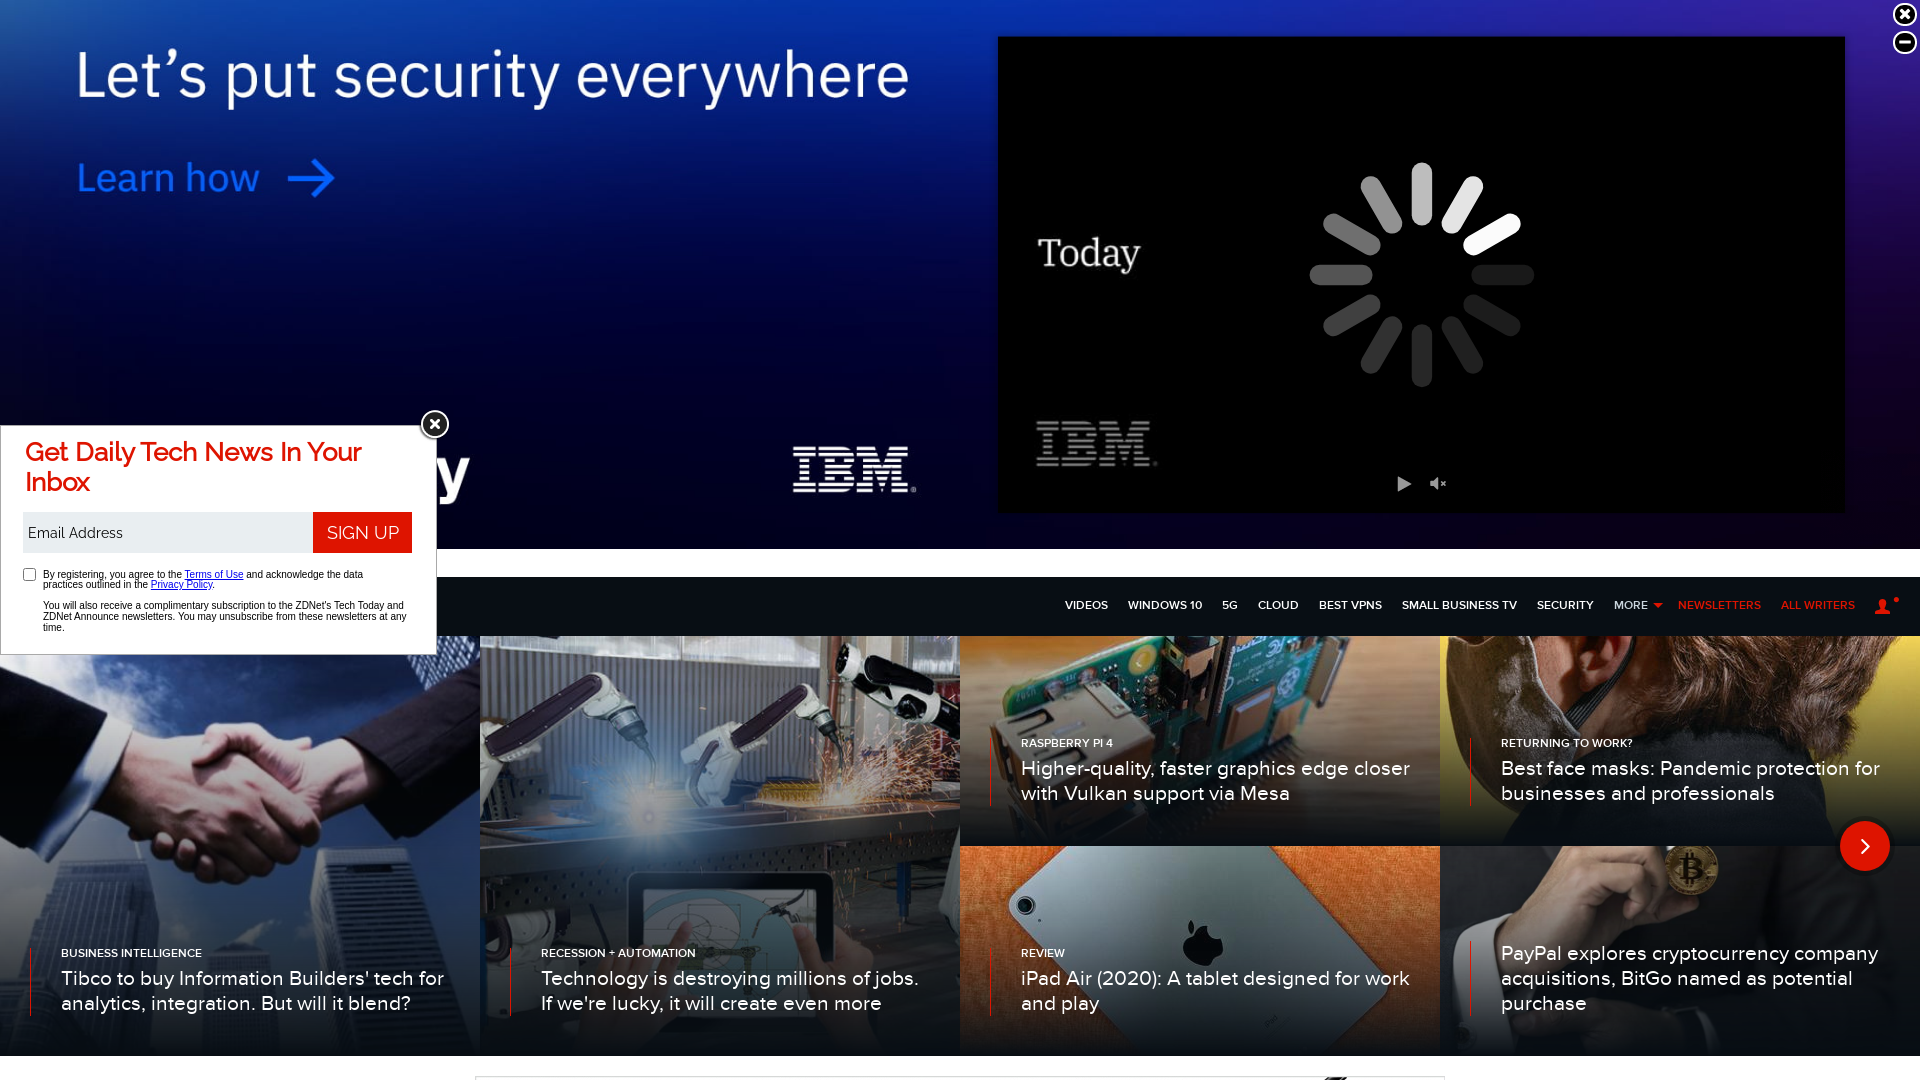 Let's put security everywhere
Learn how
Today
IBM
y
IBM
Get Daily Tech News In Your
Inbox
Email Address
SIGN UP
By registering, you agree to the Terms of Use and acknowledge the data
practices outlined in the Privacy Policy.
You will also receive a complimentary subscription to the ZDNet's Tech Today and
ZDNet Announce newsletters. You may unsubscribe from these newsletters at any
time.
VIDEOS WINDOWS 10 5G CLOUD BEST VPNS SMALL BUSINESS TV SECURITY MORE NEWSLETTERS ALL WRITERS
RASPBERRY PI 4
Higher-quality, faster graphics edge closer
with Vulkan support via Mesa
RETURNING TO WORK?
Best face masks: Pandemic protection for
businesses and professionals
BUSINESS INTELLIGENCE
Tibco to buy Information Builders' tech for
analytics, integration. But will it blend?
RECESSION + AUTOMATION
Technology is destroying millions of jobs.
If we're lucky, it will create even more
REVIEW
iPad Air (2020): A tablet designed for work
and play
PayPal explores cryptocurrency company
acquisitions, BitGo named as potential
purchase